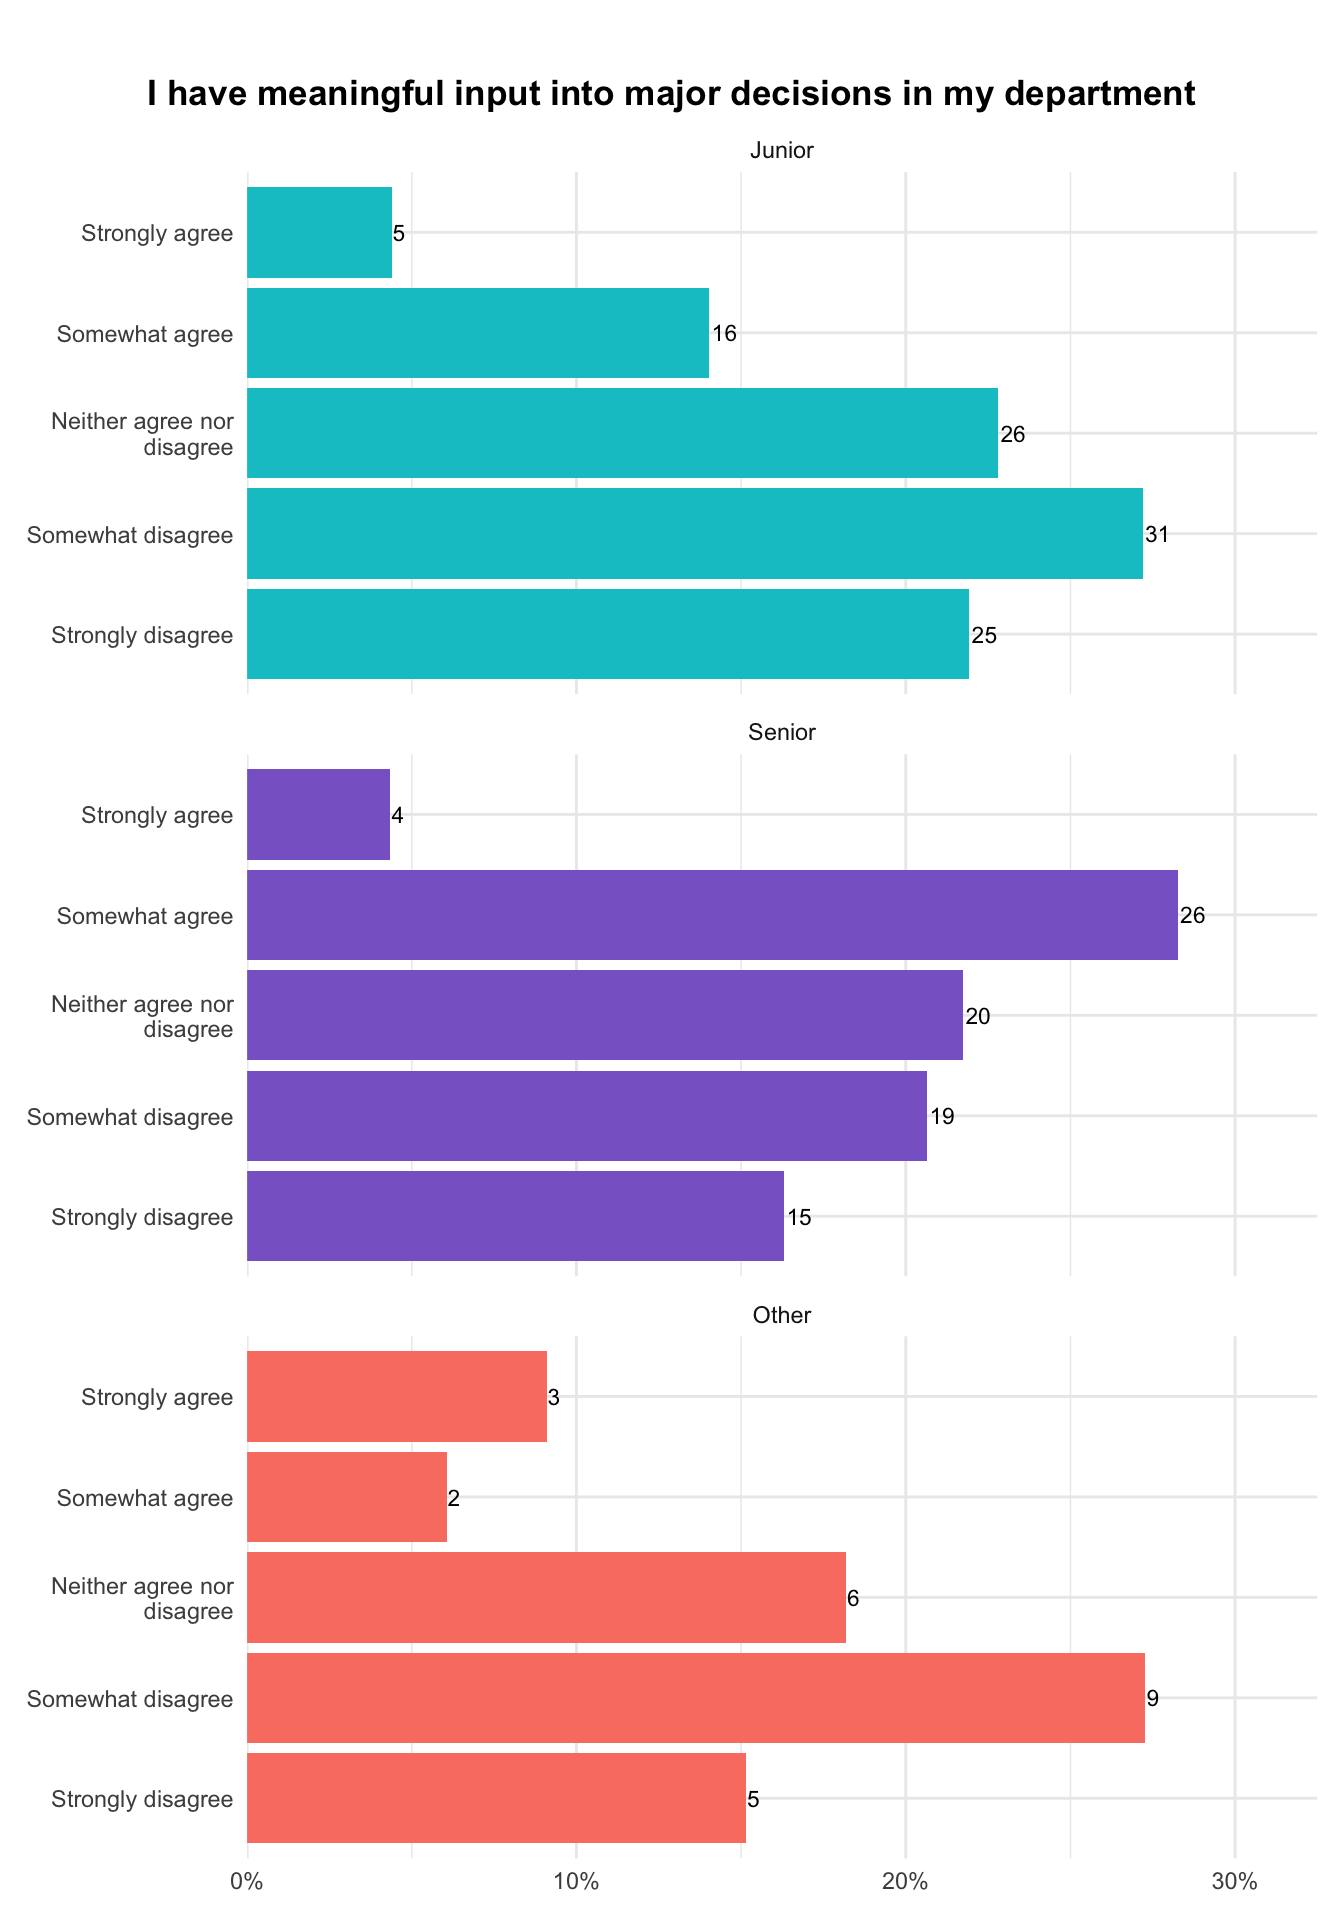 I have meaningful input into major decisions in my department
Junior
Strongly agree
5
Somewhat agree
16
Neither agree nor
disagree
26
Somewhat disagree
31
Strongly disagree
25
Senior
Strongly agree
4
Somewhat agree
26
Neither agree nor
disagree
20
Somewhat disagree
19
Strongly disagree
15
Other
Strongly agree
3
Somewhat agree
2
Neither agree nor
disagree
6
Somewhat disagree
9
Strongly disagree
5
0% 10% 20% 30%